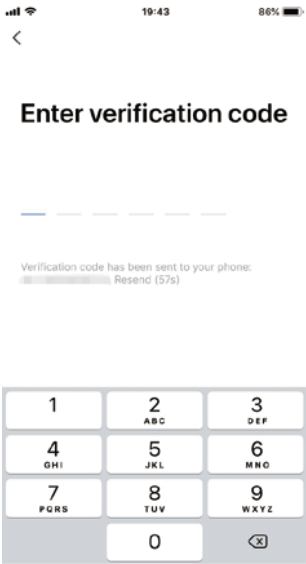 19:43
86%
Enter verification code
Verification code has been sent to your phone:
Resend (57s)
1
2
ABC
3
DEF
4
GHI
5
JKL
6
MNO
7
PQRS
8
TUV
9
WXYZ
0